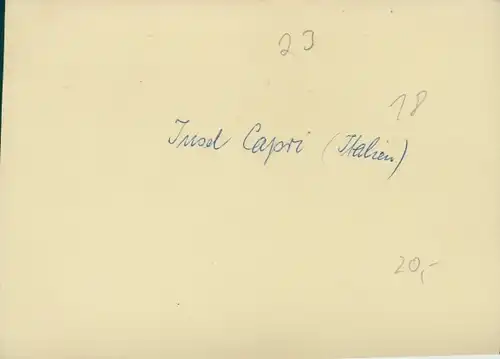 23
18
Insel Capri (Italien)
20,-